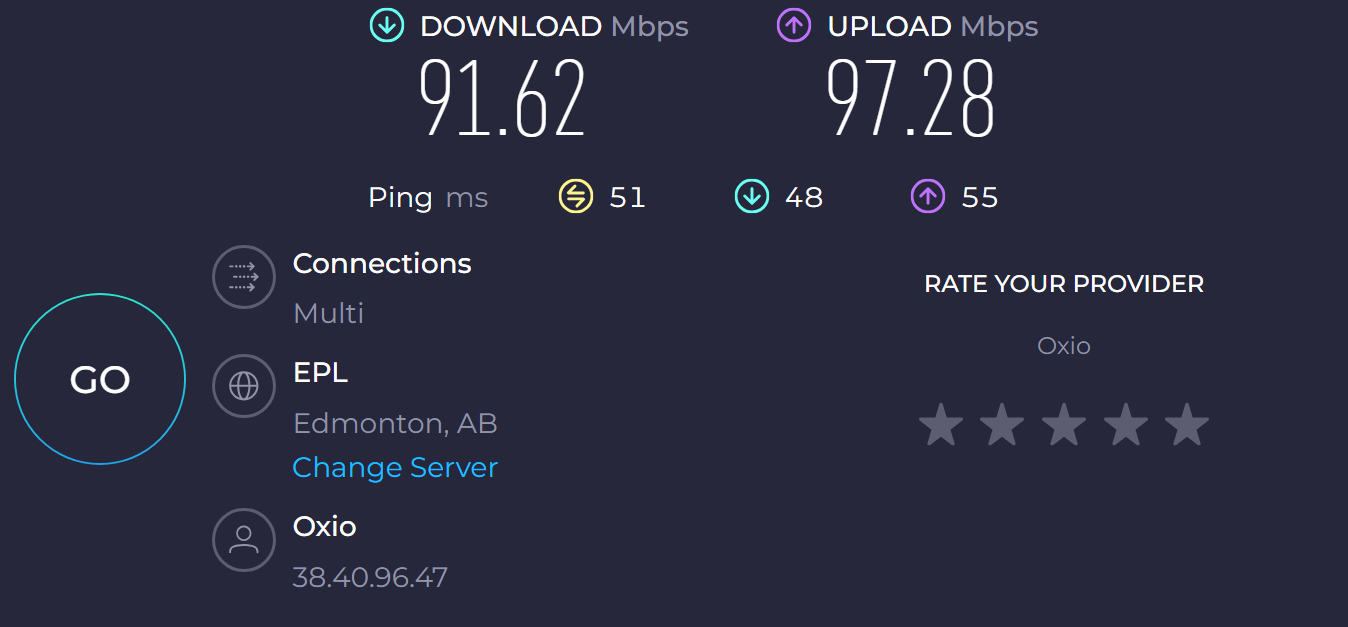 DOWNLOAD Mbps
UPLOAD Mbps
91.62
97.28
Ping ms 51 48 55
Connections
Multi
EPL
Edmonton, AB
Change Server
Oxio
38.40.96.47
GO
RATE YOUR PROVIDER
Oxio